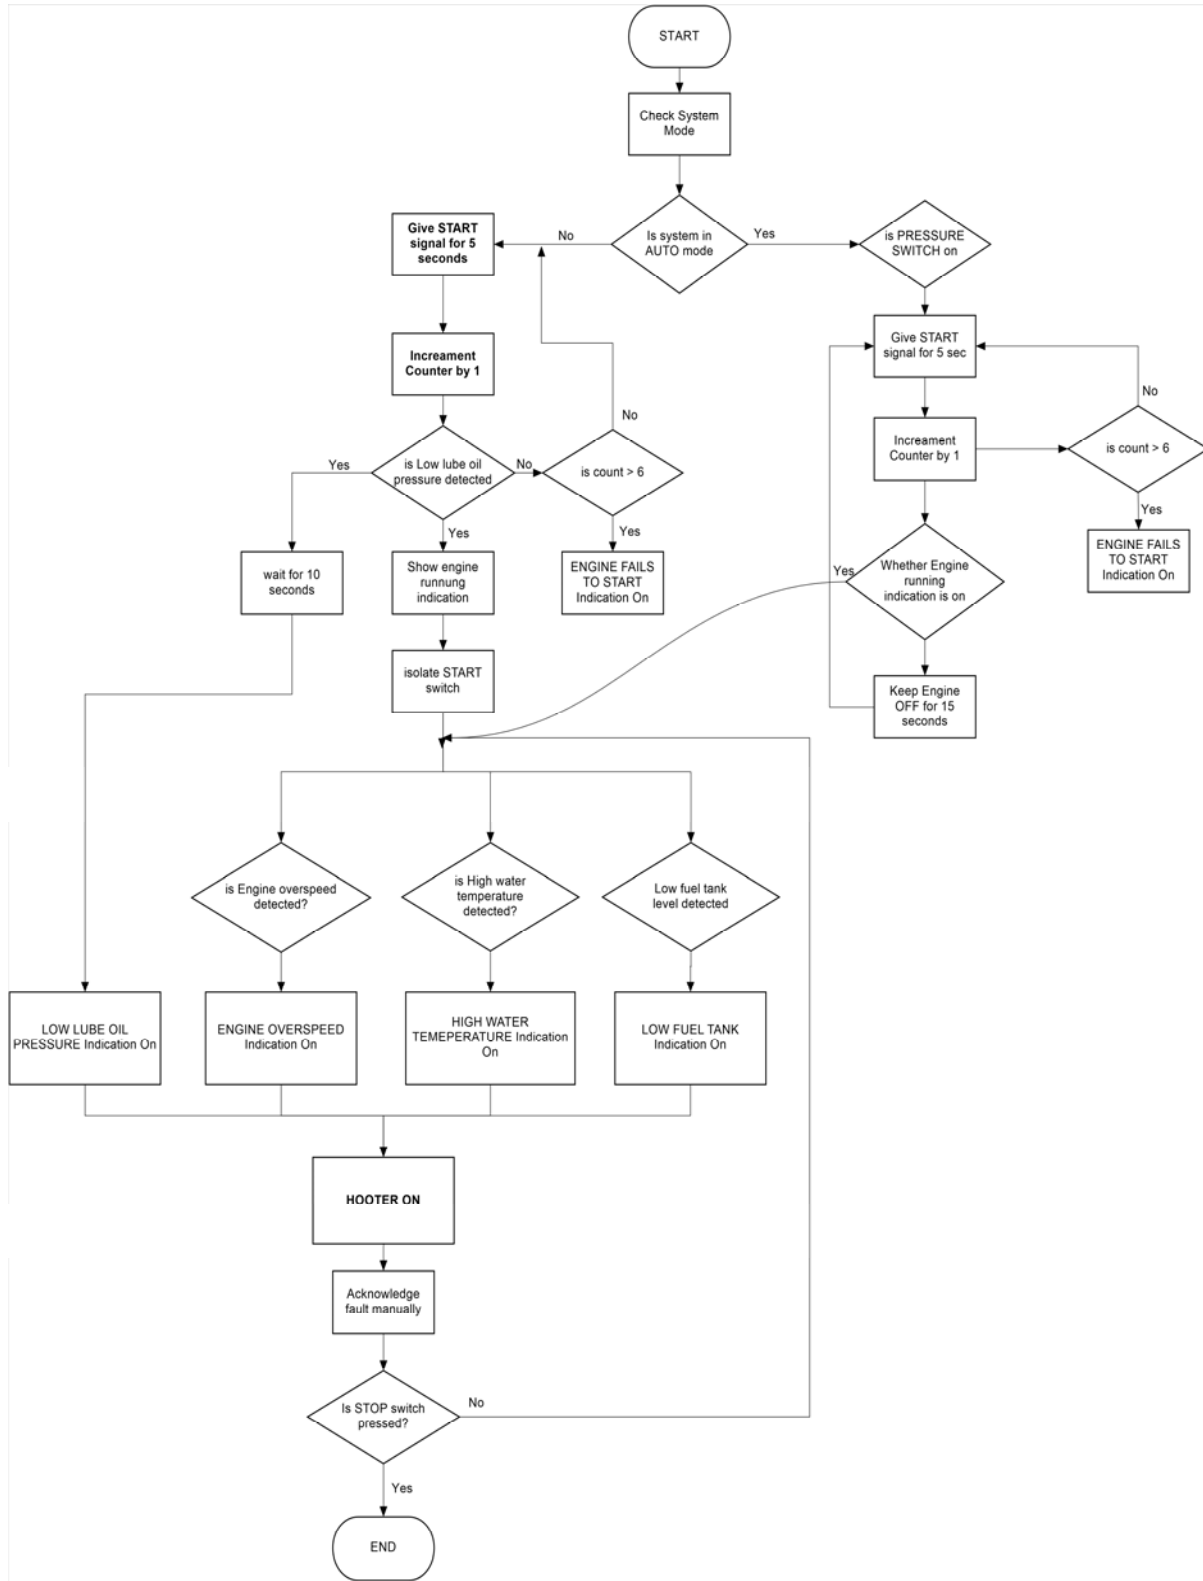 START
Check System
Mode
Is system in
AUTO mode
No
Yes
Give START
signal for 5
seconds
is PRESSURE
SWITCH on
Increament
Counter by 1
Give START
signal for 5 sec
No
No
is Low lube oil
pressure detected
Yes
No
is count > 6
Increament
Counter by 1
is count > 6
Yes
Yes
Yes
wait for 10
seconds
Show engine
runnung
indication
ENGINE FAILS
TO START
Indication On
Yes
Whether Engine
running
indication is on
ENGINE FAILS
TO START
Indication On
isolate START
switch
Keep Engine
OFF for 15
seconds
is Engine overspeed
detected?
is High water
temperature
detected?
Low fuel tank
level detected
LOW LUBE OIL
PRESSURE Indication On
ENGINE OVERSPEED
Indication On
HIGH WATER
TEMEPERATURE Indication
On
LOW FUEL TANK
Indication On
HOOTER ON
Acknowledge
fault manually
Is STOP switch
pressed?
No
Yes
END